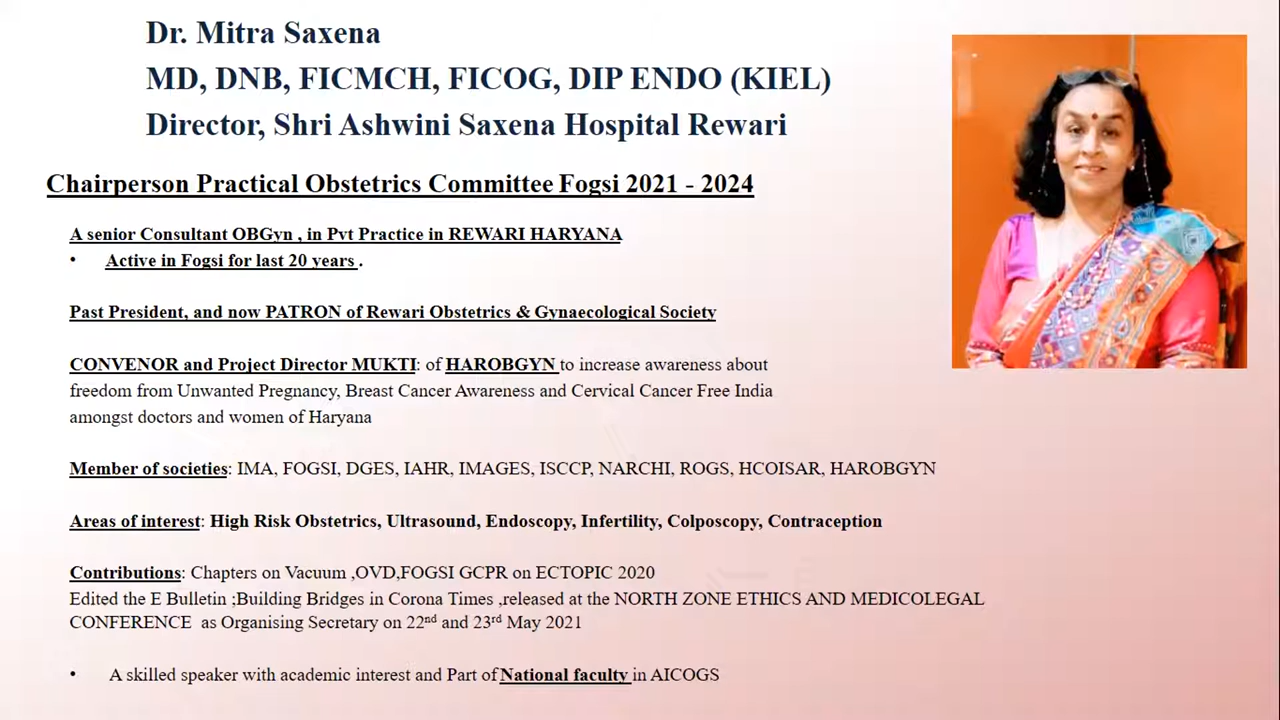 Dr. Mitra Saxena
MD, DNB, FICMCH, FICOG, DIP ENDO (KIEL)
Director, Shri Ashwini Saxena Hospital Rewari
Chairperson Practical Obstetrics Committee Fogsi 2021 - 2024
A senior Consultant OBGyn , in Pvt Practice in REWARI HARYANA
• Active in Fogsi for last 20 years .
Past President, and now PATRON of Rewari Obstetrics & Gynaecological Society
CONVENOR and Project Director MUKTI: of HAROBGYN to increase awareness about
freedom from Unwanted Pregnancy, Breast Cancer Awareness and Cervical Cancer Free India
amongst doctors and women of Haryana
Member of societies: IMA, FOGSI, DGES, IAHR, IMAGES, ISCCP, NARCHI, ROGS, HCOISAR, HAROBGYN
Areas of interest: High Risk Obstetrics, Ultrasound, Endoscopy, Infertility, Colposcopy, Contraception
Contributions: Chapters on Vacuum ,OVD,FOGSI GCPR on ECTOPIC 2020
Edited the E Bulletin ;Building Bridges in Corona Times ,released at the NORTH ZONE ETHICS AND MEDICOLEGAL
CONFERENCE as Organising Secretary on 22nd and 23rd May 2021
• A skilled speaker with academic interest and Part of National faculty in AICOGS